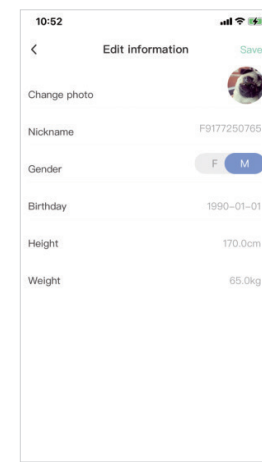 10:52
Edit information Save
Change photo
Nickname F9177250765
Gender F M
Birthday 1990-01-01
Height 170.0cm
Weight 65.0kg